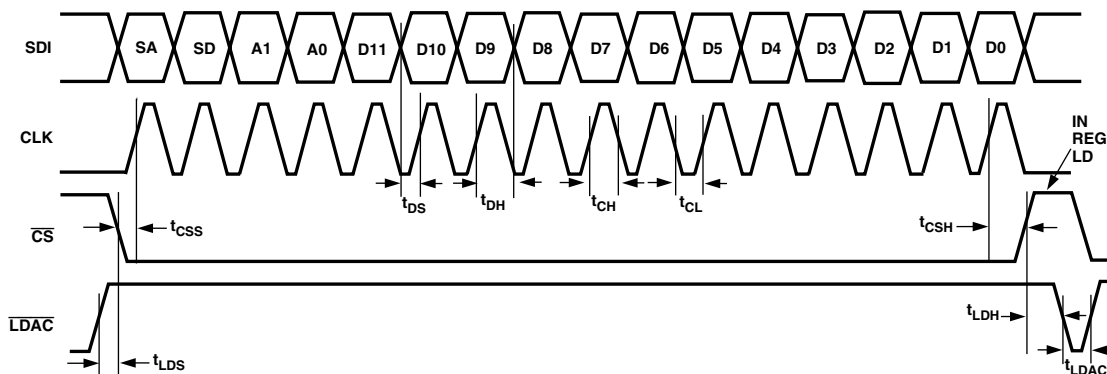 SDI SA SD A1 A0 D11 D10 D9 D8 D7 D6 D5 D4 D3 D2 D1 D0
CLK
IN
REG
LD
tDS tDH tCH tCL
CS
tCSS tCSH
LDAC
tLDH
tLDS tLDAC